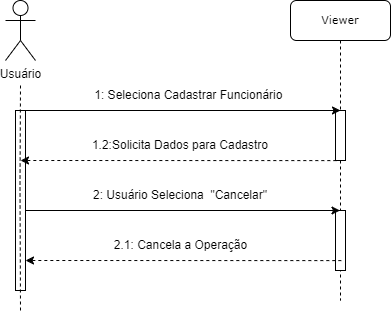 Viewer
Usuário
1: Seleciona Cadastrar Funcionário
1.2:Solicita Dados para Cadastro
2: Usuário Seleciona "Cancelar"
2.1: Cancela a Operação